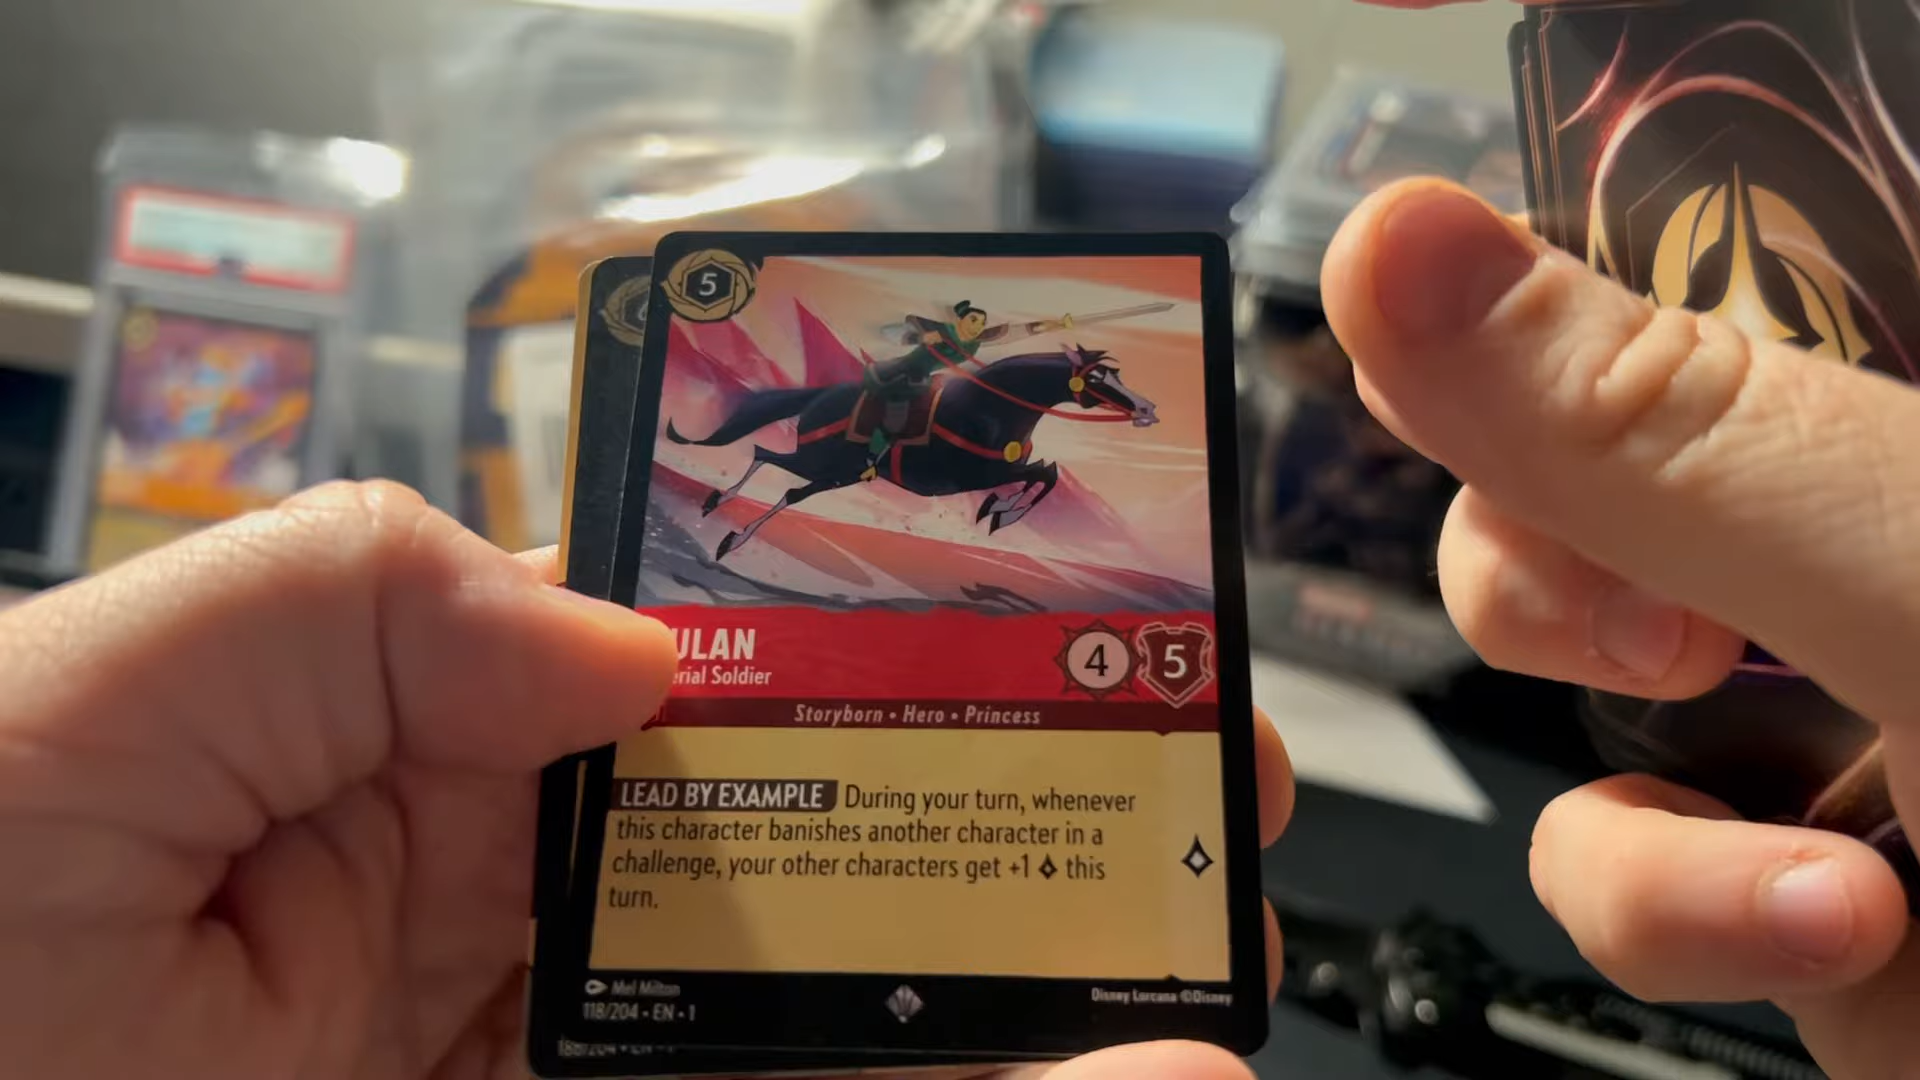 5
ULAN
erial Soldier
4 5
Storyborn • Hero • Princess
LEAD BY EXAMPLE During your turn, whenever
this character banishes another character in a
challenge, your other characters get +1 this
turn.
Mel Milton
118/204 • EN • 1
Disney Lorcana ©Disney